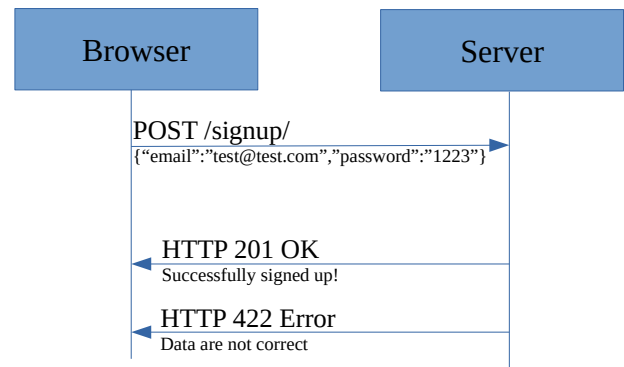 Browser
Server
POST /signup/
{“email”:”test@test.com”,”password”:”1223”}
HTTP 201 OK
Successfully signed up!
HTTP 422 Error
Data are not correct